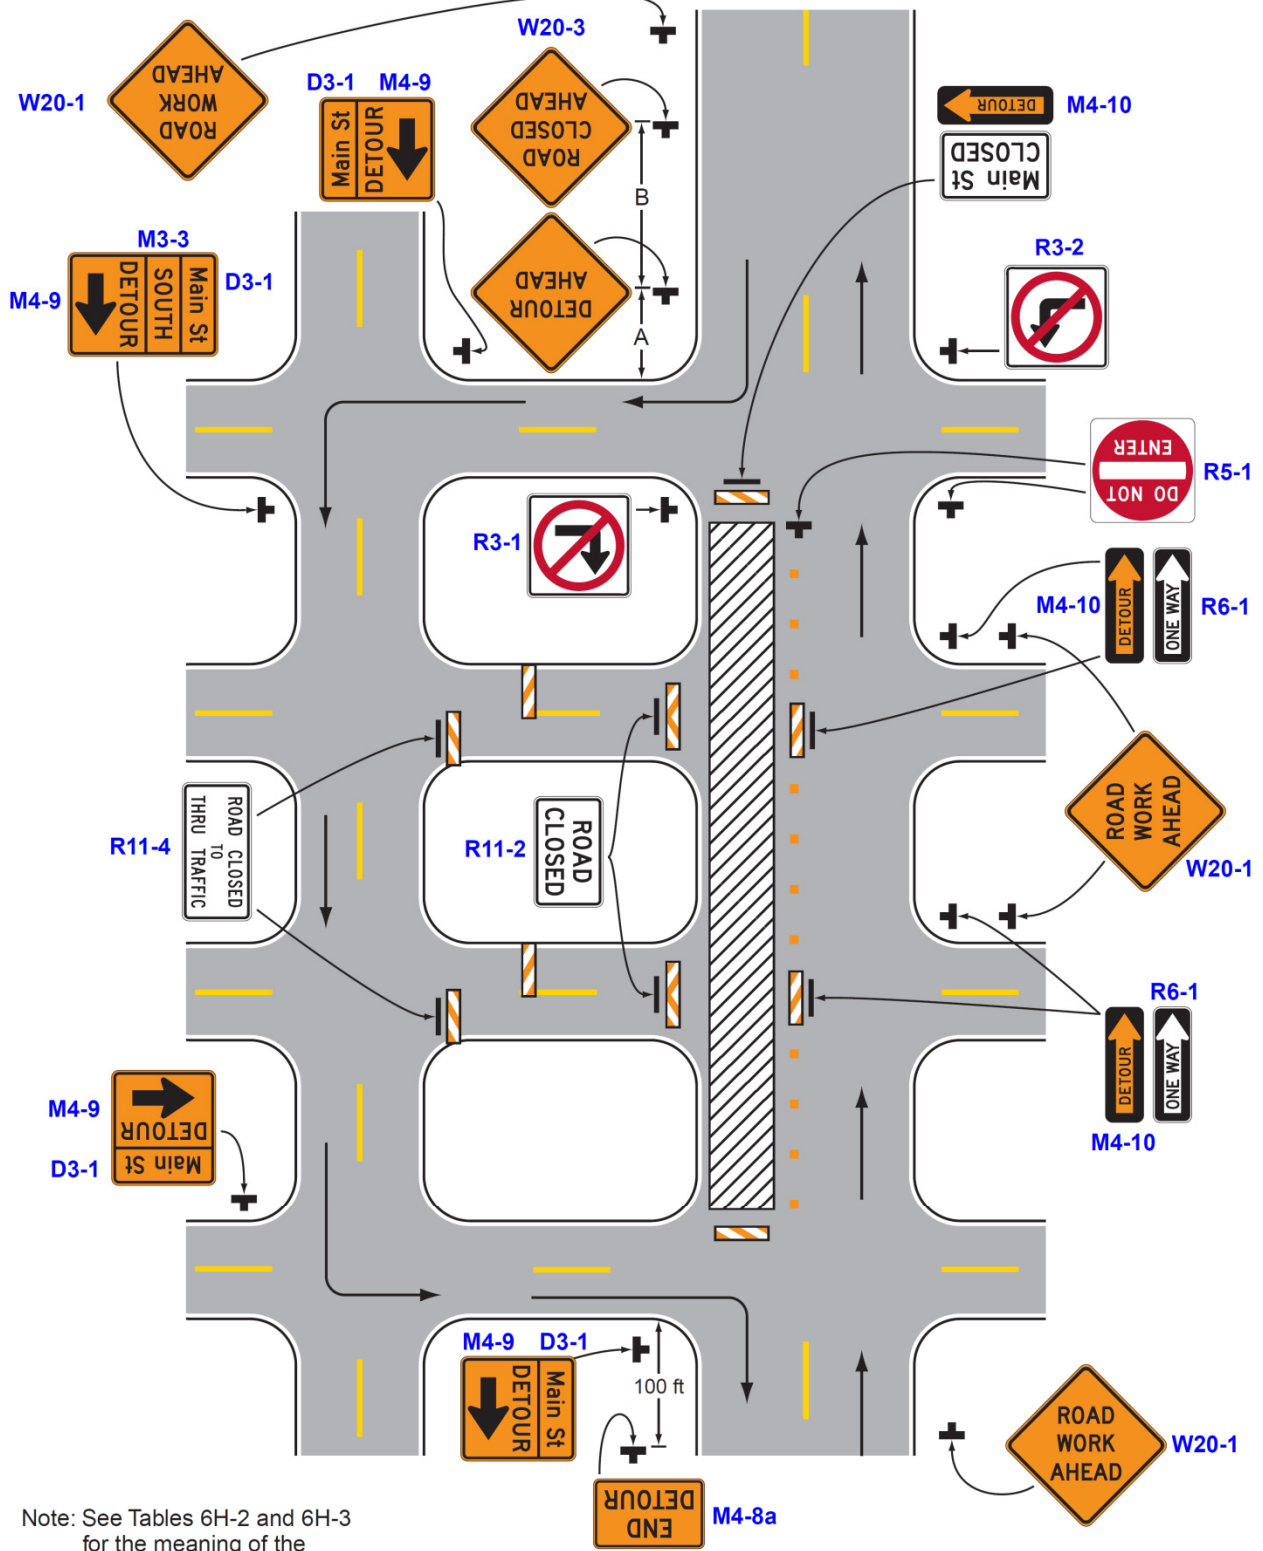 W20-3
W20-1
ROAD
WORK
AHEAD
D3-1 M4-9
Main St
DETOUR
ROAD
CLOSED
AHEAD
DETOUR
M4-10
Main St
CLOSED
B
M3-3
M4-9
DETOUR
SOUTH
Main St
D3-1
DETOUR
AHEAD
A
R3-2
R3-1
DO NOT
ENTER
R5-1
M4-10
DETOUR
ONE WAY
R6-1
R11-4
ROAD CLOSED
TO
THRU TRAFFIC
R11-2
ROAD
CLOSED
ROAD
WORK
AHEAD
W20-1
R6-1
DETOUR
ONE WAY
M4-10
M4-9
DETOUR
Main St
D3-1
M4-9 D3-1
DETOUR
Main St
100 ft
ROAD
WORK
AHEAD
W20-1
END
DETOUR
M4-8a
Note: See Tables 6H-2 and 6H-3
for the meaning of the